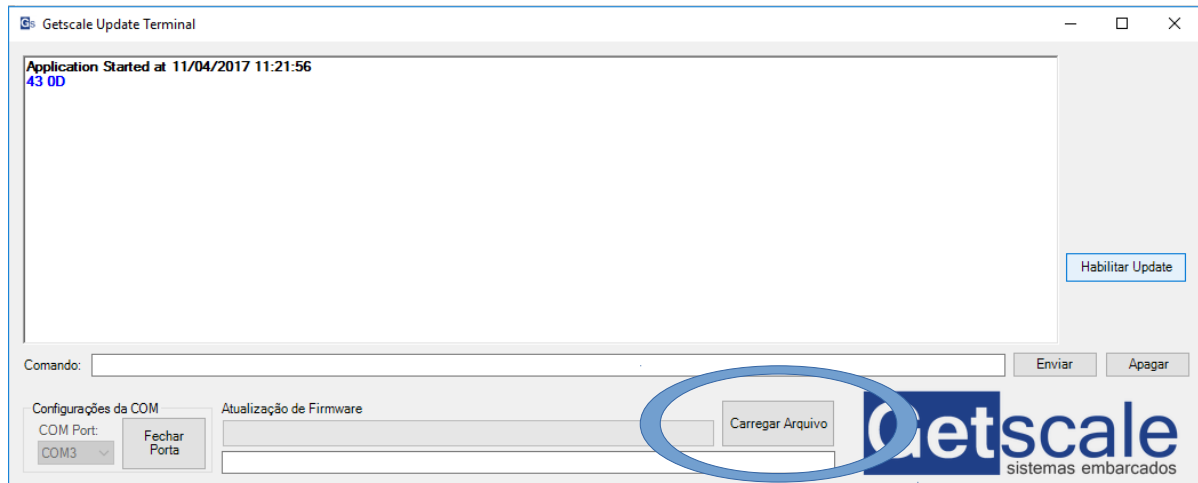 Gs Getscale Update Terminal
Application Started at 11/04/2017 11:21:56
43 0D
Habilitar Update
Comando:
Enviar
Apagar
Configurações da COM
COM Port:
COM3
Fechar
Porta
Atualização de Firmware
Carregar Arquivo
Getscale
sistemas embarcados